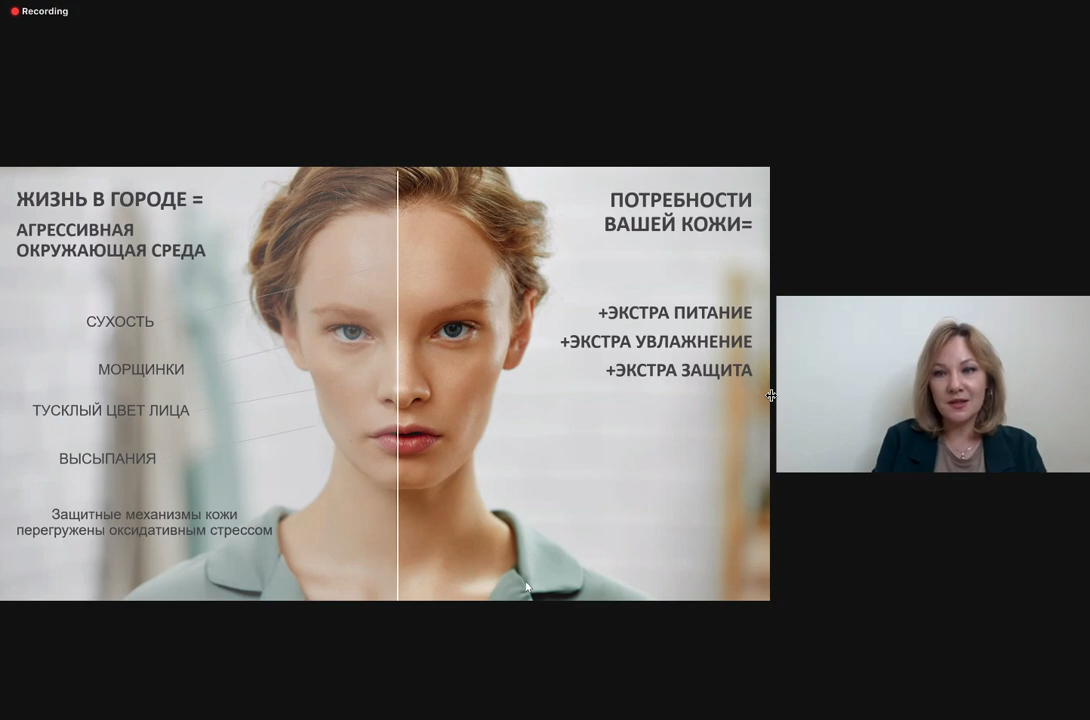 Recording
ЖИЗНЬ В ГОРОДЕ =
АГРЕССИВНАЯ
ОКРУЖАЮЩАЯ СРЕДА
СУХОСТЬ
МОРЩИНКИ
ТУСКЛЫЙ ЦВЕТ ЛИЦА
ВЫСЫПАНИЯ
Защитные механизмы кожи
перегружены оксидативным стрессом
ПОТРЕБНОСТИ
ВАШЕЙ КОЖИ=
+ЭКСТРА ПИТАНИЕ
+ЭКСТРА УВЛАЖНЕНИЕ
+ЭКСТРА ЗАЩИТА